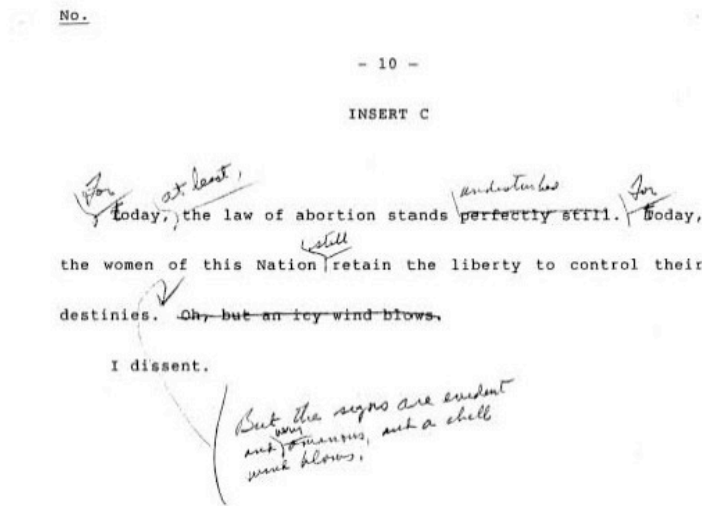 No.
- 10 -
INSERT C
For at least, undisturbed For
today, the law of abortion stands perfectly still. Today,
still
the women of this Nation retain the liberty to control their
destinies. Oh, but an icy wind blows.
I dissent.
But the signs are evident
very
and ominous, and a chill
wind blows.